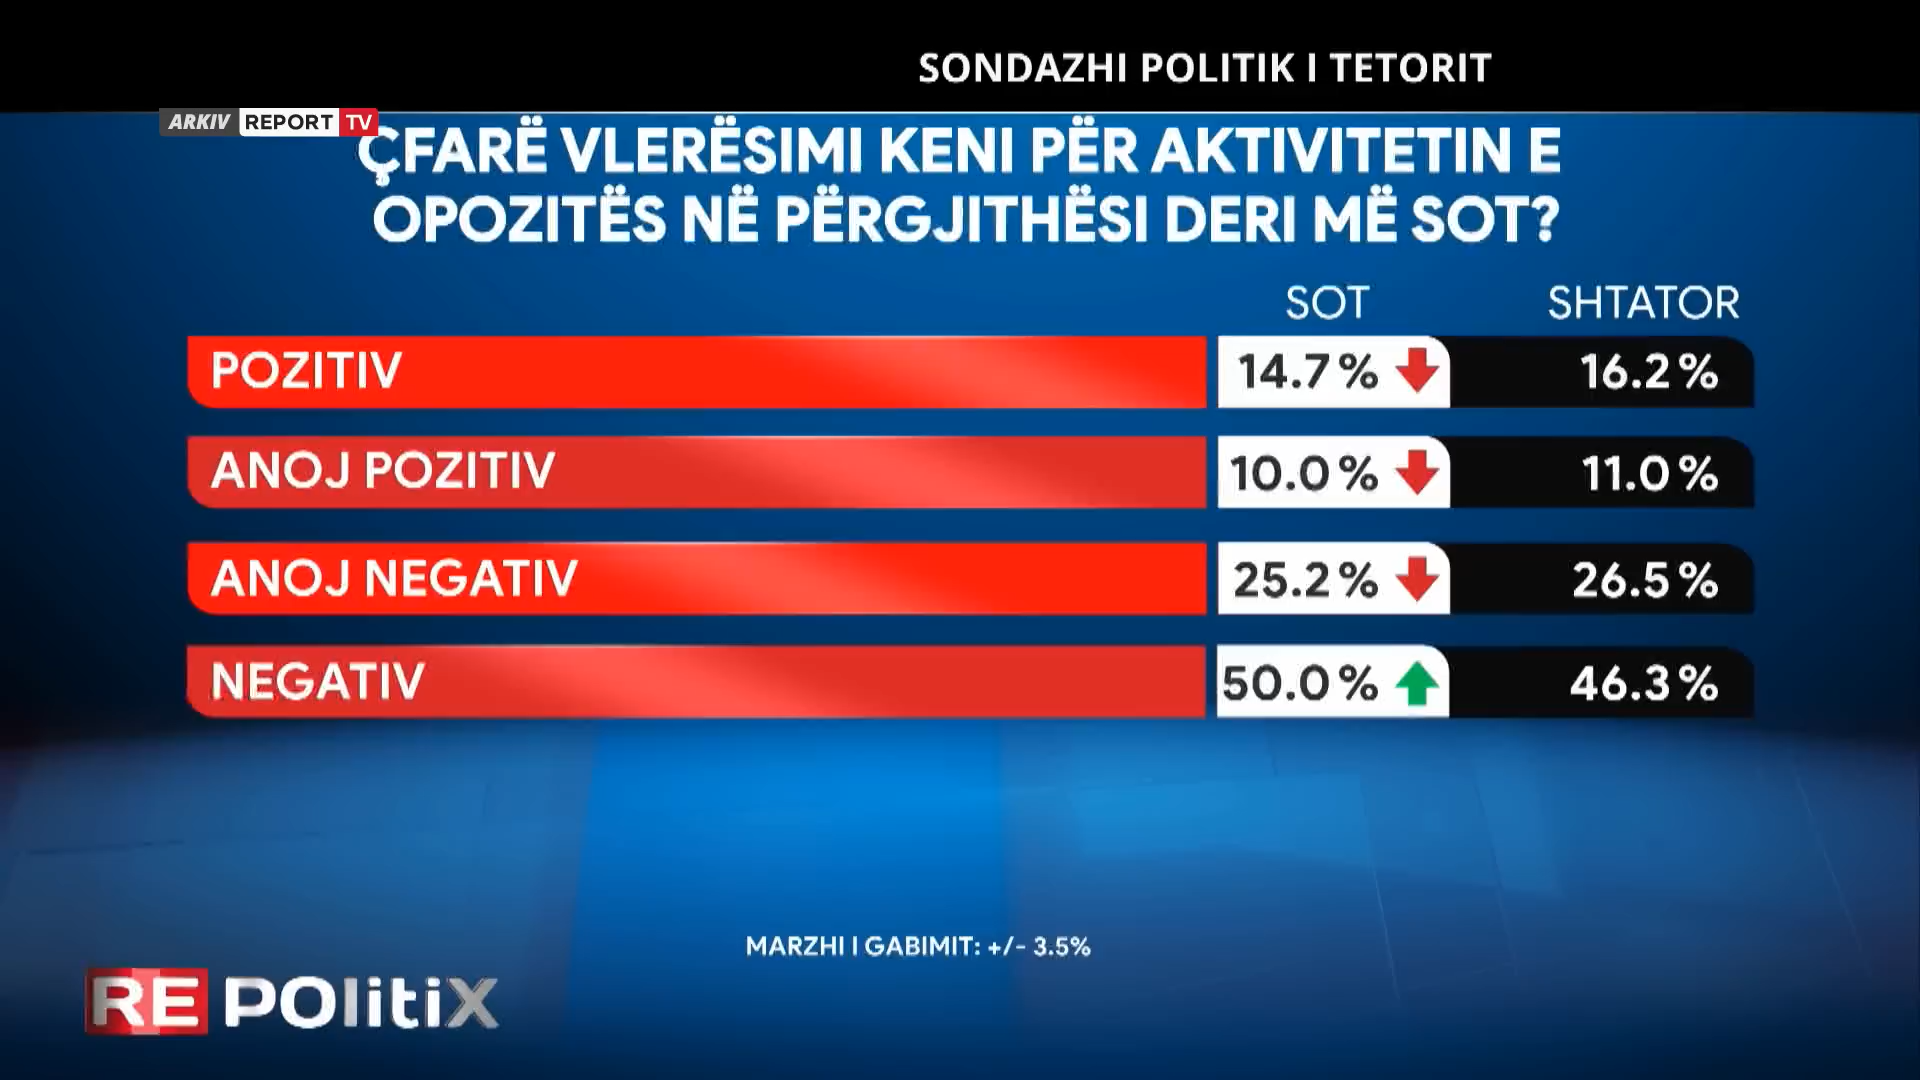 SONDAZHI POLITIK I TETORIT
ARKIV REPORT TV
ÇFARË VLERËSIMI KENI PËR AKTIVITETIN E
OPOZITËS NË PËRGJITHËSI DERI MË SOT?
SOT SHTATOR
POZITIV 14.7% 16.2%
ANOJ POZITIV 10.0% 11.0%
ANOJ NEGATIV 25.2% 26.5%
NEGATIV 50.0% 46.3%
MARZHI I GABIMIT: +/- 3.5%
RE POlitiX